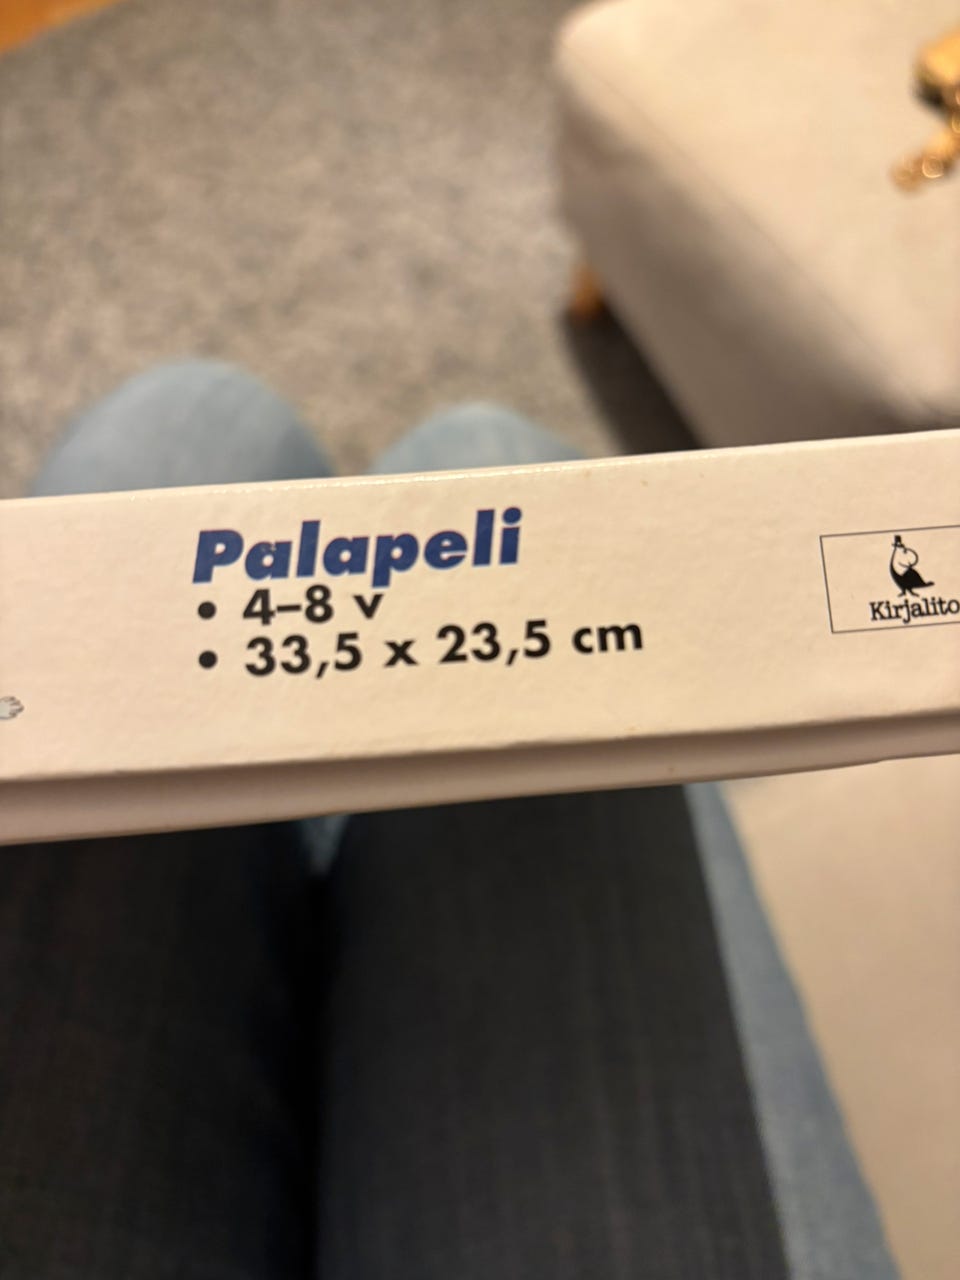 Palapeli
• 4–8 v
• 33,5 x 23,5 cm
Kirjalito